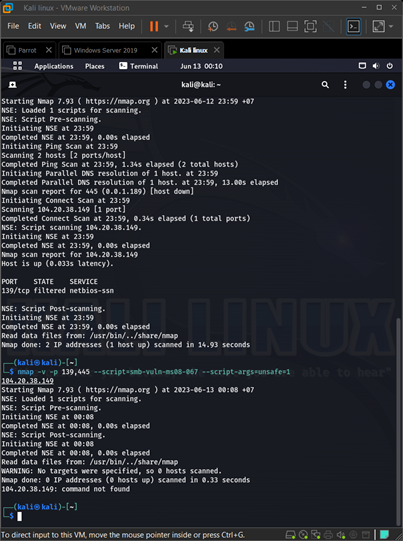 Kali linux - VMware Workstation
File Edit View VM Tabs Help
Parrot Windows Server 2019 Kali linux
Applications Places Terminal Jun 13 00:10
kali@kali: ~
Starting Nmap 7.93 ( https://nmap.org ) at 2023-06-12 23:59 +07
NSE: Loaded 1 scripts for scanning.
NSE: Script Pre-scanning.
Initiating NSE at 23:59
Completed NSE at 23:59, 0.00s elapsed
Initiating Ping Scan at 23:59
Scanning 2 hosts [2 ports/host]
Completed Ping Scan at 23:59, 1.34s elapsed (2 total hosts)
Initiating Parallel DNS resolution of 1 host. at 23:59
Completed Parallel DNS resolution of 1 host. at 23:59, 13.00s elapsed
Nmap scan report for 445 (0.0.1.189) [host down]
Initiating Connect Scan at 23:59
Scanning 104.20.38.149 [1 port]
Completed Connect Scan at 23:59, 0.34s elapsed (1 total ports)
NSE: Script scanning 104.20.38.149.
Initiating NSE at 23:59
Completed NSE at 23:59, 0.00s elapsed
Nmap scan report for 104.20.38.149
Host is up (0.033s latency).
PORT STATE SERVICE
139/tcp filtered netbios-ssn
NSE: Script Post-scanning.
Initiating NSE at 23:59
Completed NSE at 23:59, 0.00s elapsed
Read data files from: /usr/bin/../share/nmap
Nmap done: 2 IP addresses (1 host up) scanned in 14.93 seconds
KALI LINUX
able to hear"
┌──(kali㉿kali)-[~]
└─$ nmap -v -p 139,445 --script=smb-vuln-ms08-067 --script-args=unsafe=1
104.20.38.149
Starting Nmap 7.93 ( https://nmap.org ) at 2023-06-13 00:08 +07
NSE: Loaded 1 scripts for scanning.
NSE: Script Pre-scanning.
Initiating NSE at 00:08
Completed NSE at 00:08, 0.00s elapsed
NSE: Script Post-scanning.
Initiating NSE at 00:08
Completed NSE at 00:08, 0.00s elapsed
Read data files from: /usr/bin/../share/nmap
WARNING: No targets were specified, so 0 hosts scanned.
Nmap done: 0 IP addresses (0 hosts up) scanned in 0.33 seconds
104.20.38.149: command not found
┌──(kali㉿kali)-[~]
└─$
To direct input to this VM, move the mouse pointer inside or press Ctrl+G.